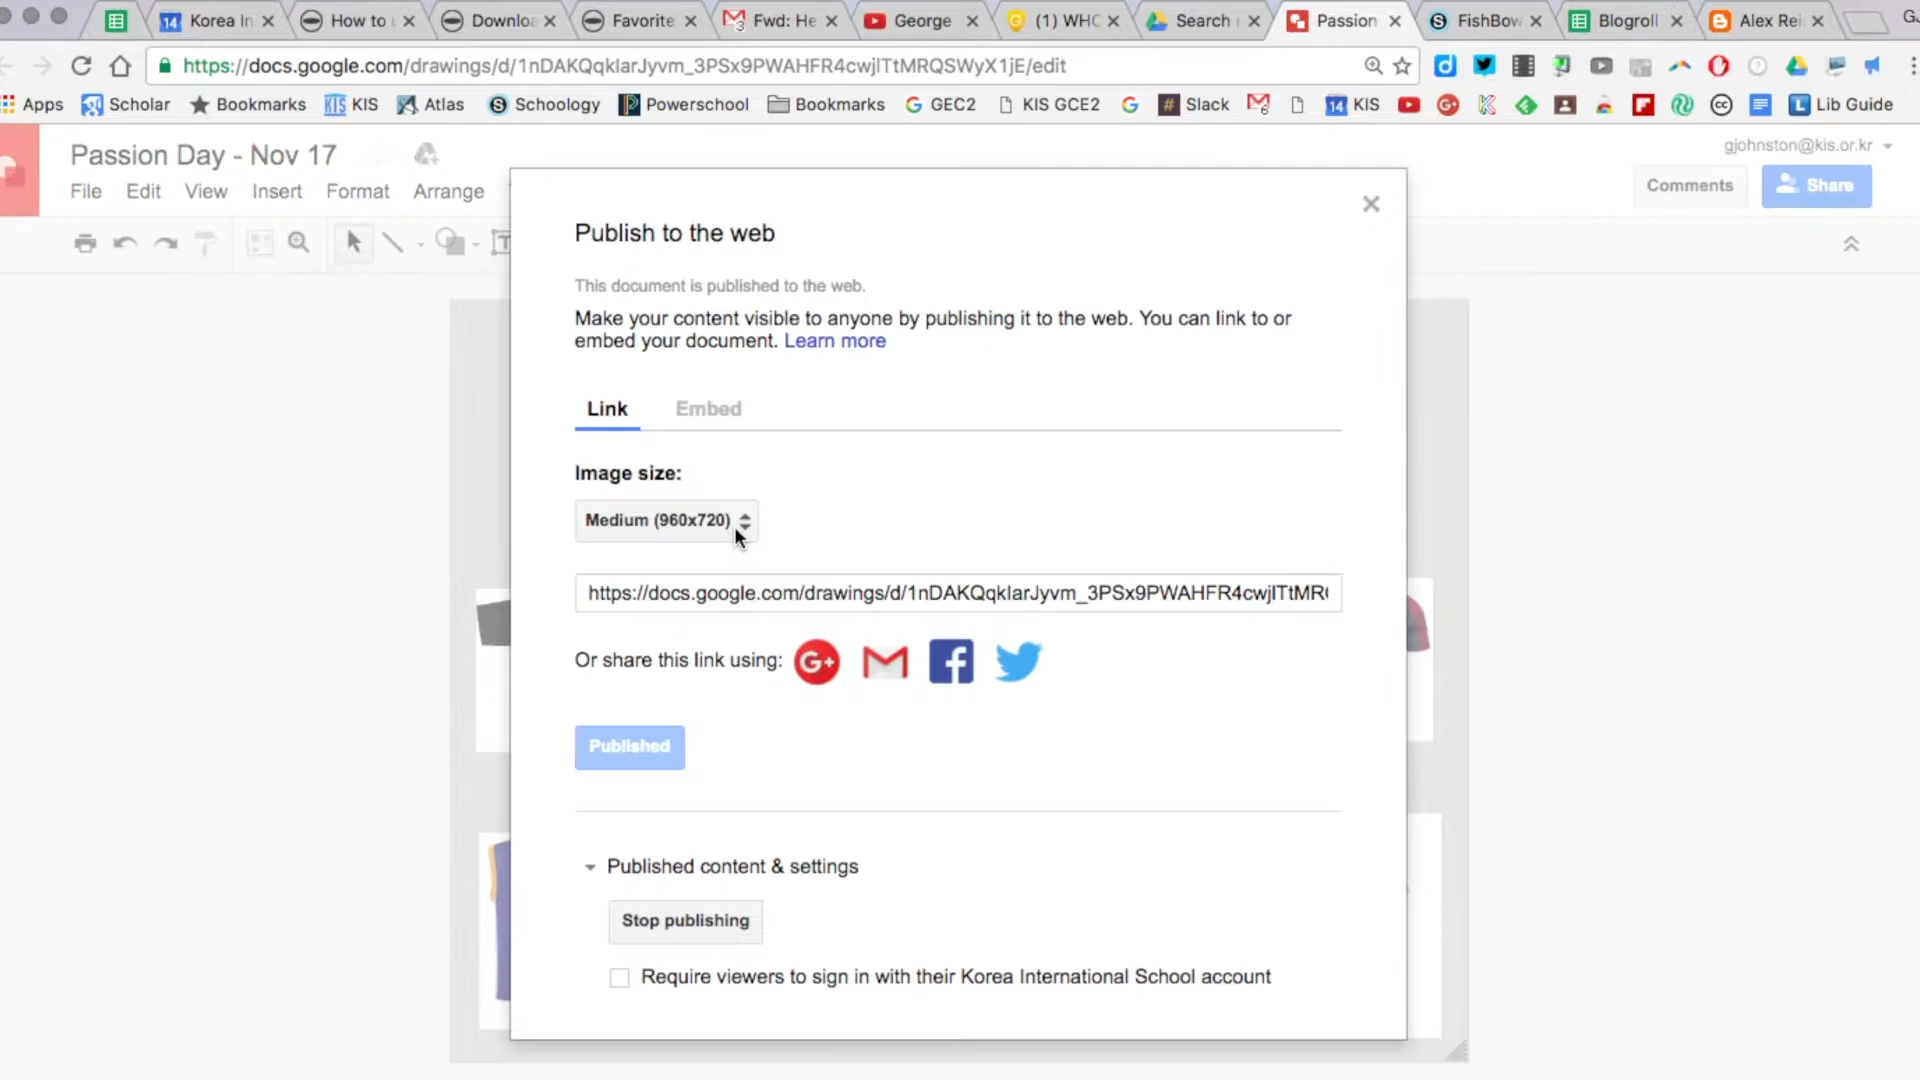 Korea In
How to
Downloa
Favorite
Fwd: He
George
(1) WHO
Search
Passion
FishBow
Blogroll
Alex Rei
https://docs.google.com/drawings/d/1nDAKQqkIarJyvm_3PSx9PWAHFR4cwjlTtMRQSWyX1jE/edit
Apps
Scholar
Bookmarks
KIS
Atlas
Schoology
Powerschool
Bookmarks
GEC2
KIS GCE2
Slack
14 KIS
Lib Guide
Passion Day - Nov 17
gjohnston@kis.or.kr
File Edit View Insert Format Arrange
Comments
Share
Publish to the web
This document is published to the web.
Make your content visible to anyone by publishing it to the web. You can link to or
embed your document. Learn more
Link Embed
Image size:
Medium (960x720)
https://docs.google.com/drawings/d/1nDAKQqkIarJyvm_3PSx9PWAHFR4cwjlTtMR
Or share this link using:
Published
Published content & settings
Stop publishing
Require viewers to sign in with their Korea International School account